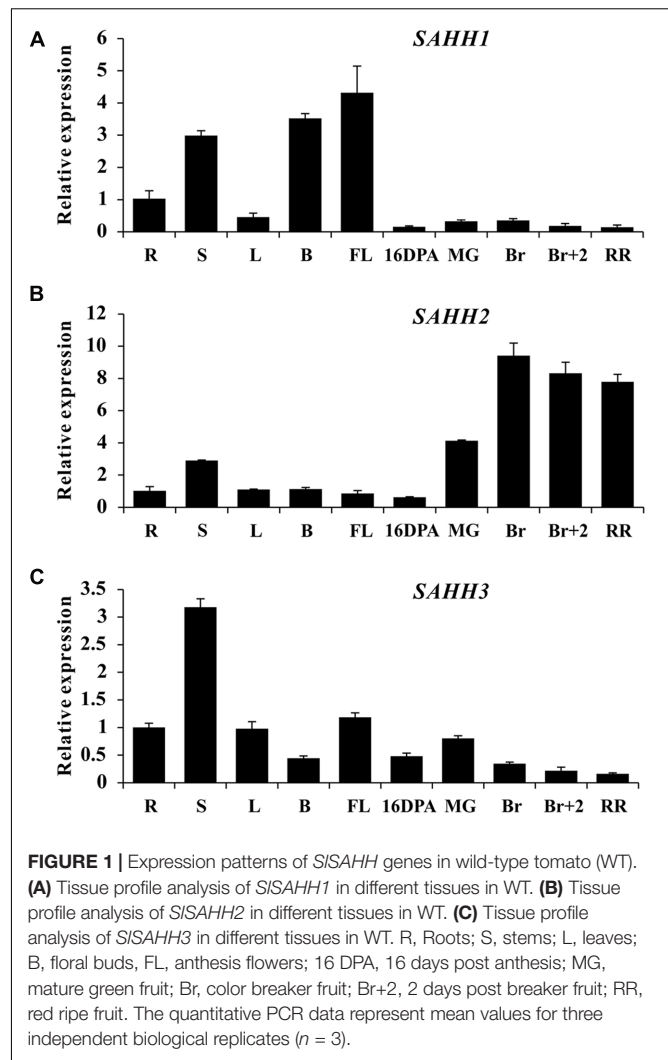 A
SAHH1
Relative expression
6
5
4
3
2
1
0
R S L B FL 16DPA MG Br Br+2 RR
B
SAHH2
Relative expression
12
10
8
6
4
2
0
R S L B FL 16DPA MG Br Br+2 RR
C
SAHH3
Relative expression
3.5
3
2.5
2
1.5
1
0.5
0
R S L B FL 16DPA MG Br Br+2 RR
FIGURE 1 | Expression patterns of SlSAHH genes in wild-type tomato (WT).
(A) Tissue profile analysis of SlSAHH1 in different tissues in WT. (B) Tissue
profile analysis of SlSAHH2 in different tissues in WT. (C) Tissue profile
analysis of SlSAHH3 in different tissues in WT. R, Roots; S, stems; L, leaves;
B, floral buds, FL, anthesis flowers; 16 DPA, 16 days post anthesis; MG,
mature green fruit; Br, color breaker fruit; Br+2, 2 days post breaker fruit; RR,
red ripe fruit. The quantitative PCR data represent mean values for three
independent biological replicates (n = 3).